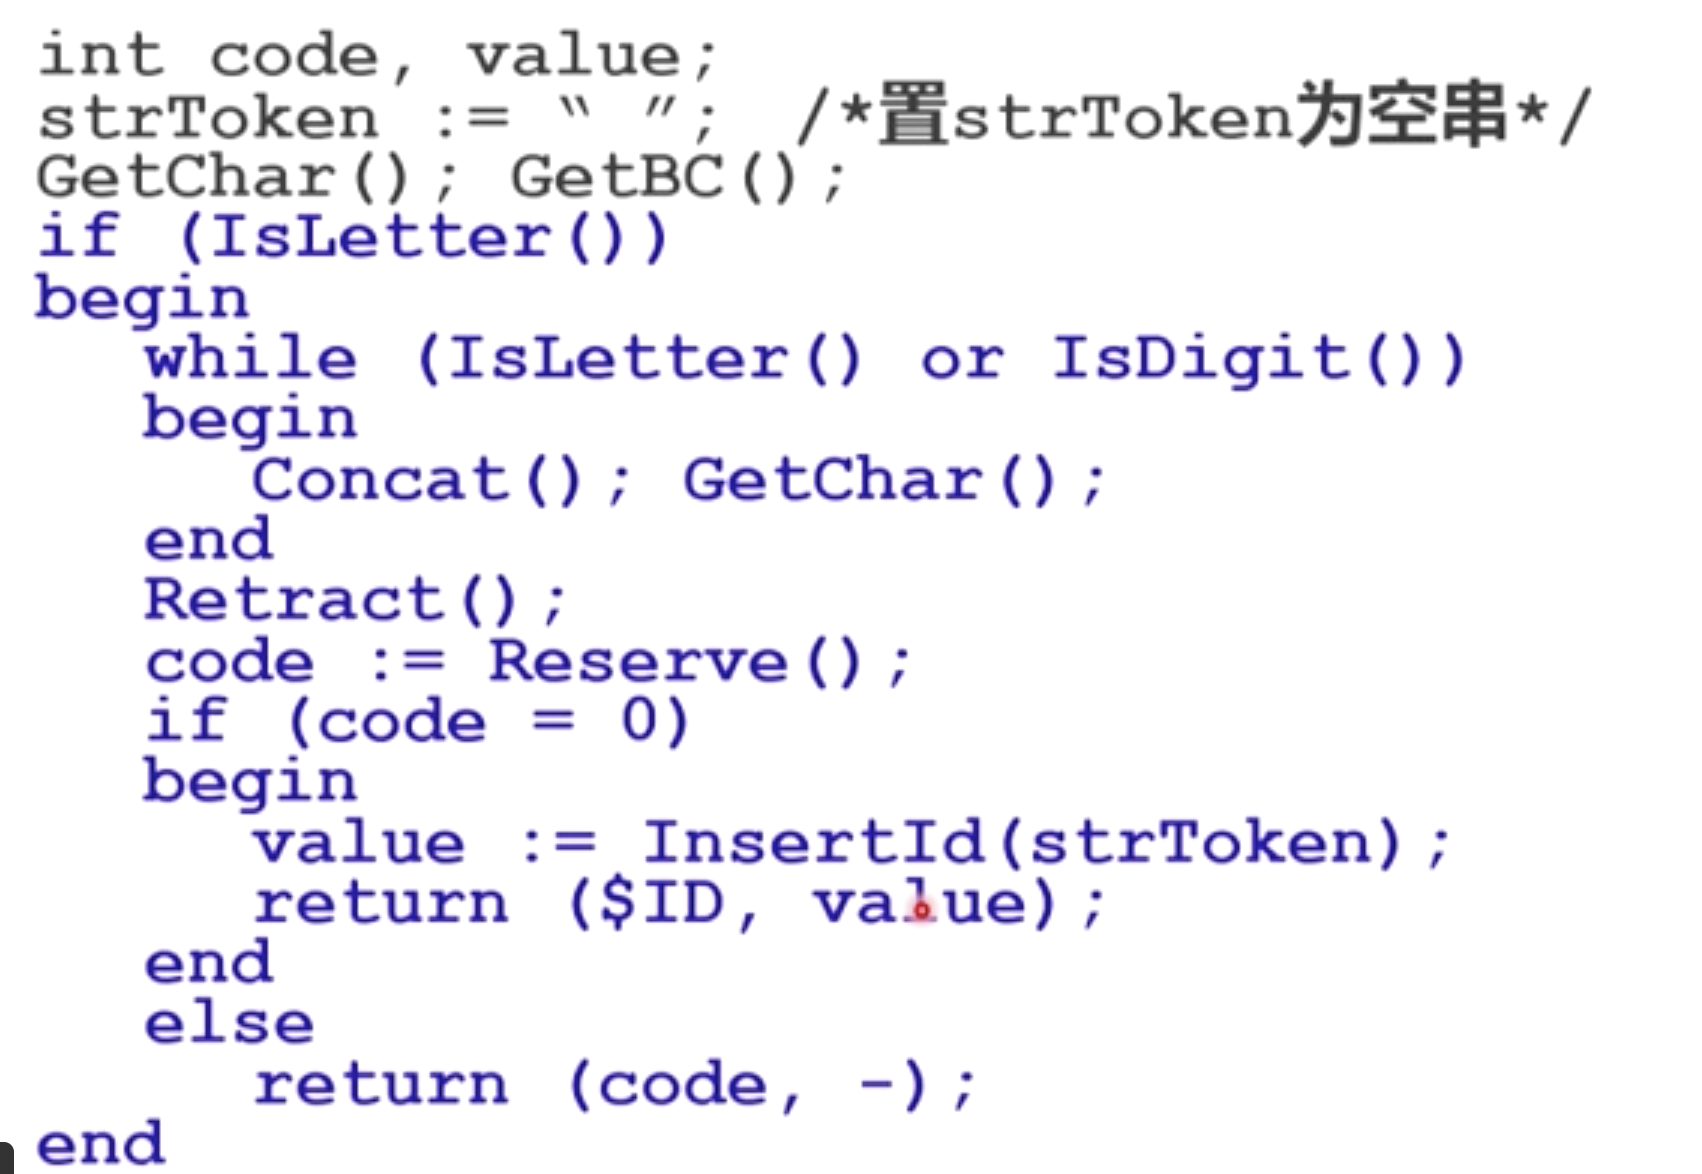 int code, value;
strToken := “ ”; /*置strToken为空串*/
GetChar(); GetBC();
if (IsLetter())
begin
while (IsLetter() or IsDigit())
begin
Concat(); GetChar();
end
Retract();
code := Reserve();
if (code = 0)
begin
value := InsertId(strToken);
return ($ID, value);
end
else
return (code, -);
end